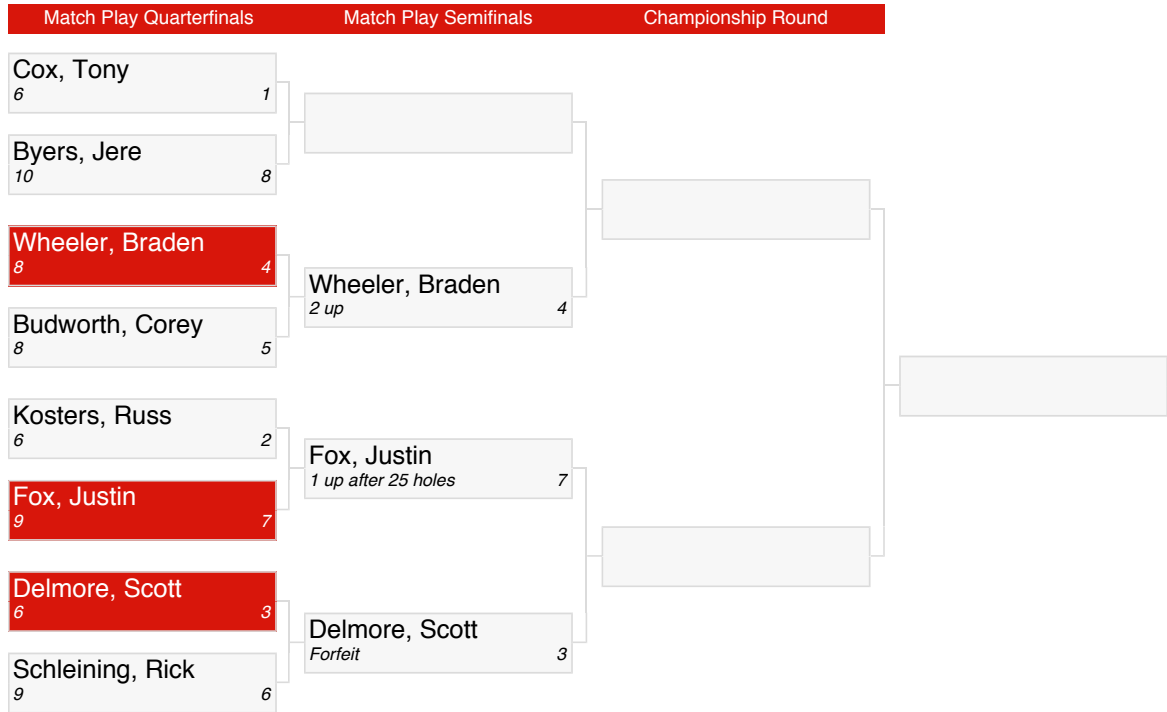 Match Play Quarterfinals Match Play Semifinals Championship Round
Cox, Tony
6 1
Byers, Jere
10 8
Wheeler, Braden
8 4
Budworth, Corey
8 5
Kosters, Russ
6 2
Fox, Justin
9 7
Delmore, Scott
6 3
Schleining, Rick
9 6
Wheeler, Braden
2 up 4
Fox, Justin
1 up after 25 holes 7
Delmore, Scott
Forfeit 3